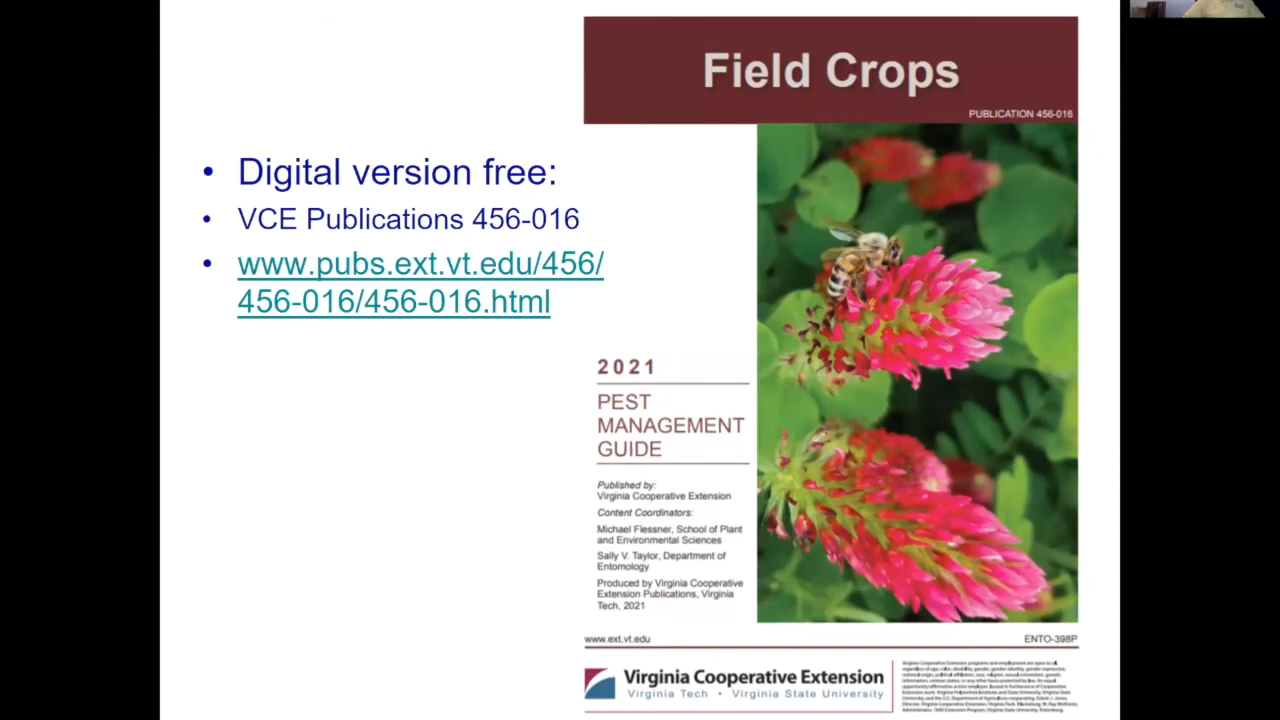 • Digital version free:
• VCE Publications 456-016
• www.pubs.ext.vt.edu/456/
456-016/456-016.html
Field Crops
PUBLICATION 456-016
2021
PEST
MANAGEMENT
GUIDE
Published by:
Virginia Cooperative Extension
Content Coordinators:
Michael Flessner, School of Plant
and Environmental Sciences
Sally V. Taylor, Department of
Entomology
Produced by Virginia Cooperative
Extension Publications, Virginia
Tech, 2021
www.ext.vt.edu
ENTO-398P
Virginia Cooperative Extension
Virginia Tech • Virginia State University